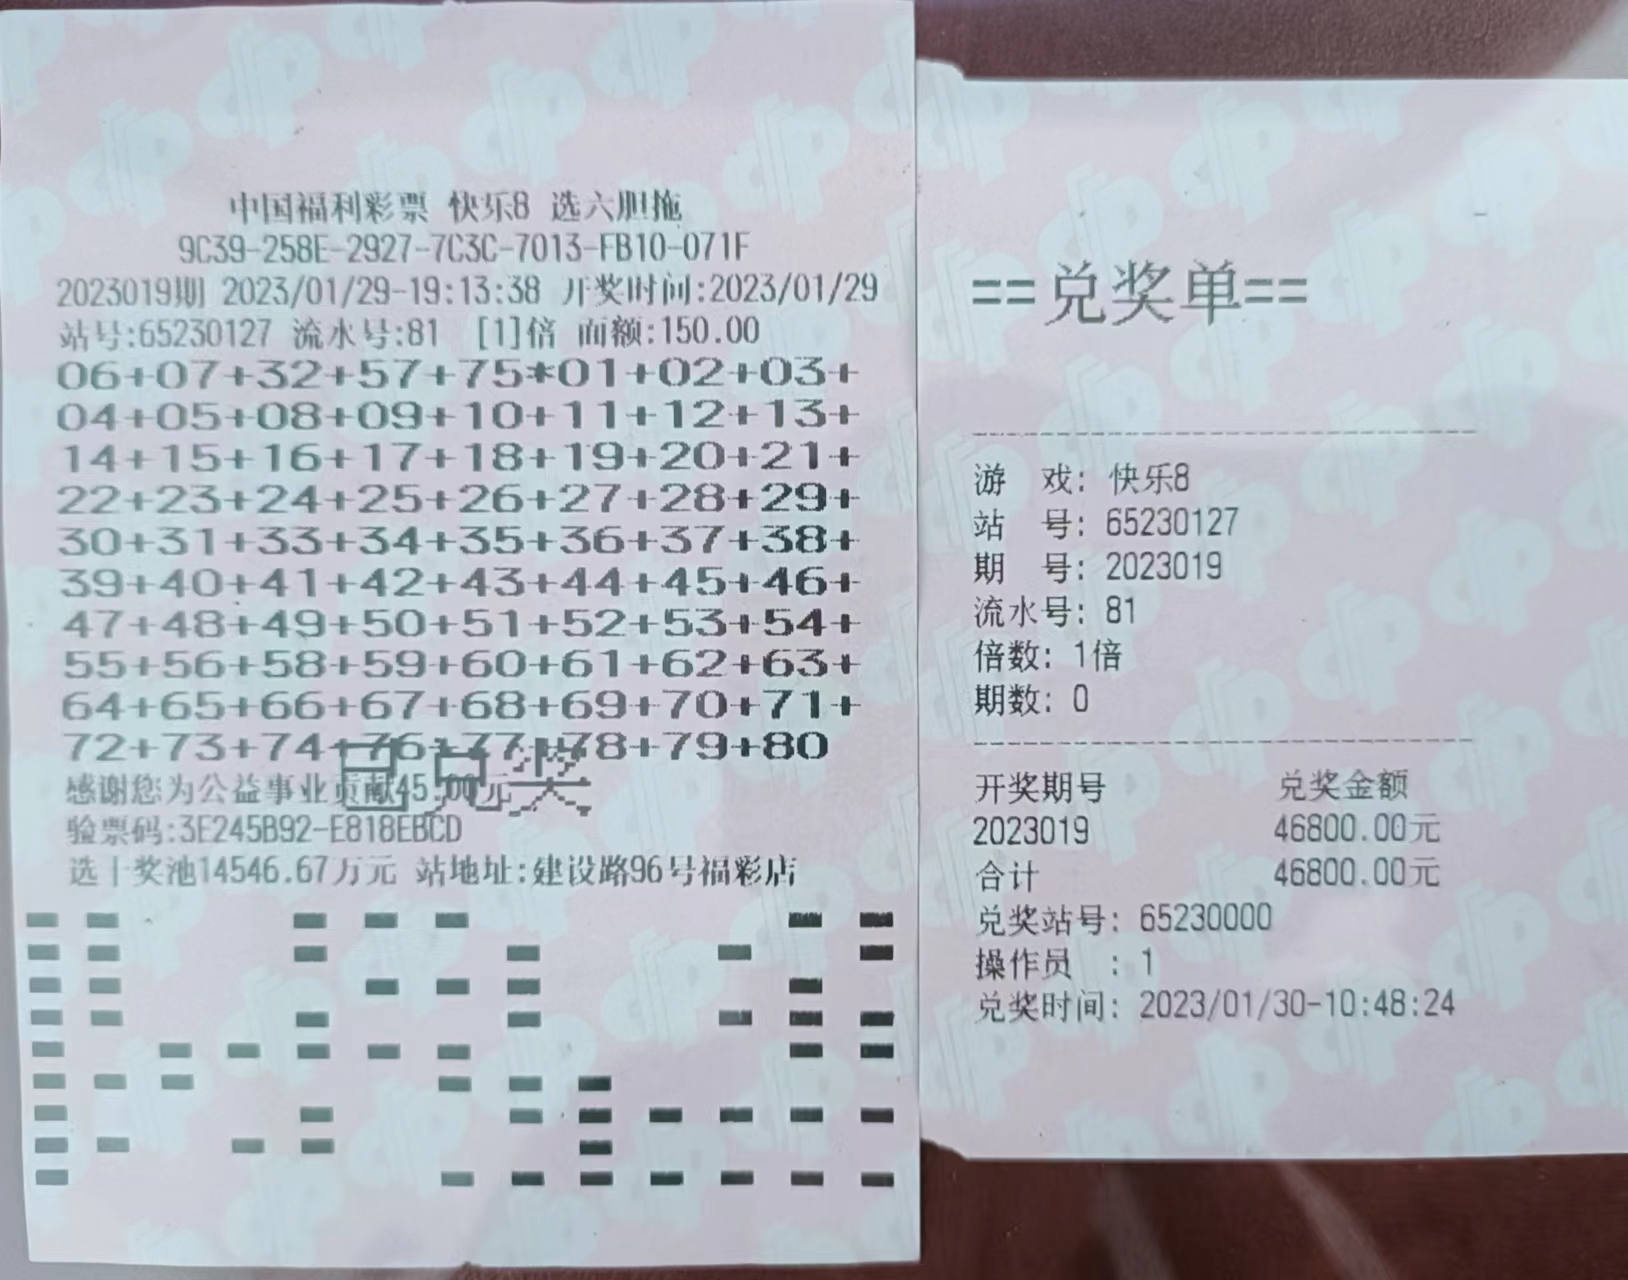 中国福利彩票 快乐8 选六胆拖
9C39-258E-2927-7C3C-7013-FB10-071F
2023019期 2023/01/29-19:13:38 开奖时间:2023/01/29
站号:65230127 流水号:81 [1]倍 面额:150.00
06+07+32+57+75*01+02+03+
04+05+08+09+10+11+12+13+
14+15+16+17+18+19+20+21+
22+23+24+25+26+27+28+29+
30+31+33+34+35+36+37+38+
39+40+41+42+43+44+45+46+
47+48+49+50+51+52+53+54+
55+56+58+59+60+61+62+63+
64+65+66+67+68+69+70+71+
72+73+74+76+77+78+79+80
已兑奖
感谢您为公益事业贡献45.00元
验票码:3E245B92-E818EBCD
选十奖池14546.67万元 站地址:建设路96号福彩店
==兑奖单==
游 戏: 快乐8
站 号: 65230127
期 号: 2023019
流水号: 81
倍数: 1倍
期数: 0
开奖期号 兑奖金额
2023019 46800.00元
合计 46800.00元
兑奖站号: 65230000
操作员 : 1
兑奖时间: 2023/01/30-10:48:24